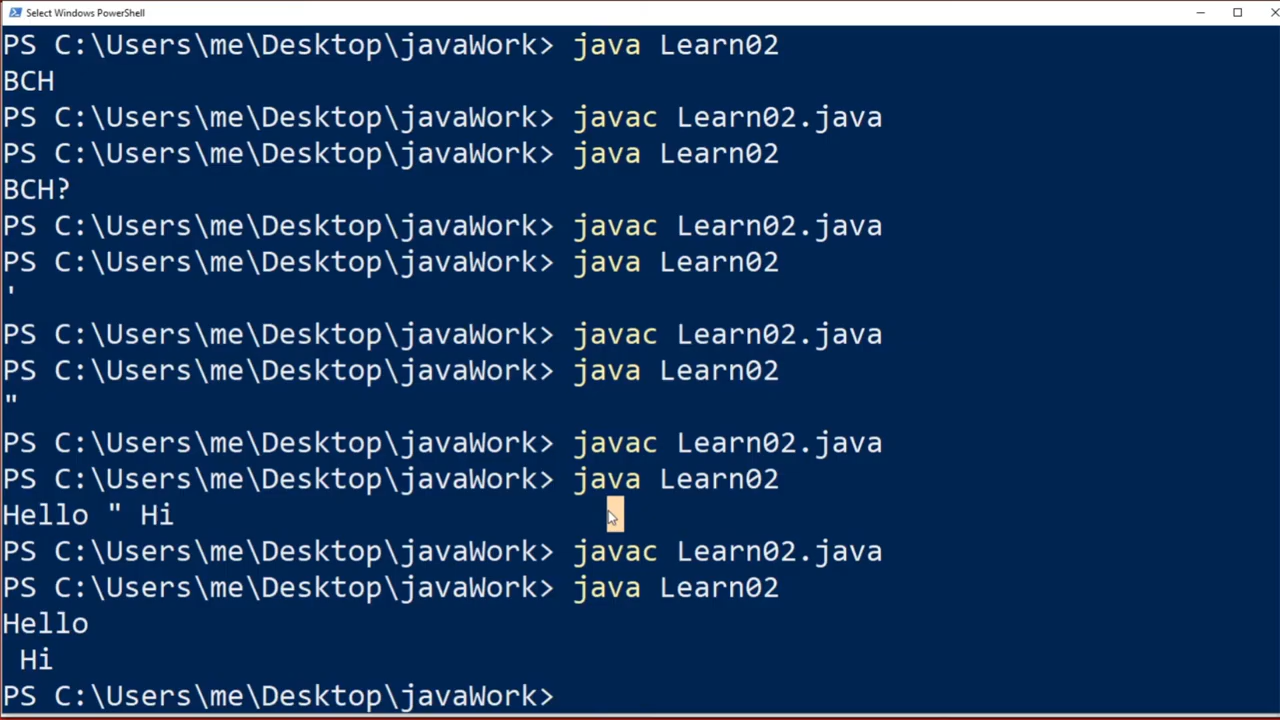 Select Windows PowerShell
PS C:\Users\me\Desktop\javaWork> java Learn02
BCH
PS C:\Users\me\Desktop\javaWork> javac Learn02.java
PS C:\Users\me\Desktop\javaWork> java Learn02
BCH?
PS C:\Users\me\Desktop\javaWork> javac Learn02.java
PS C:\Users\me\Desktop\javaWork> java Learn02
'
PS C:\Users\me\Desktop\javaWork> javac Learn02.java
PS C:\Users\me\Desktop\javaWork> java Learn02
"
PS C:\Users\me\Desktop\javaWork> javac Learn02.java
PS C:\Users\me\Desktop\javaWork> java Learn02
Hello " Hi
PS C:\Users\me\Desktop\javaWork> javac Learn02.java
PS C:\Users\me\Desktop\javaWork> java Learn02
Hello
 Hi
PS C:\Users\me\Desktop\javaWork>